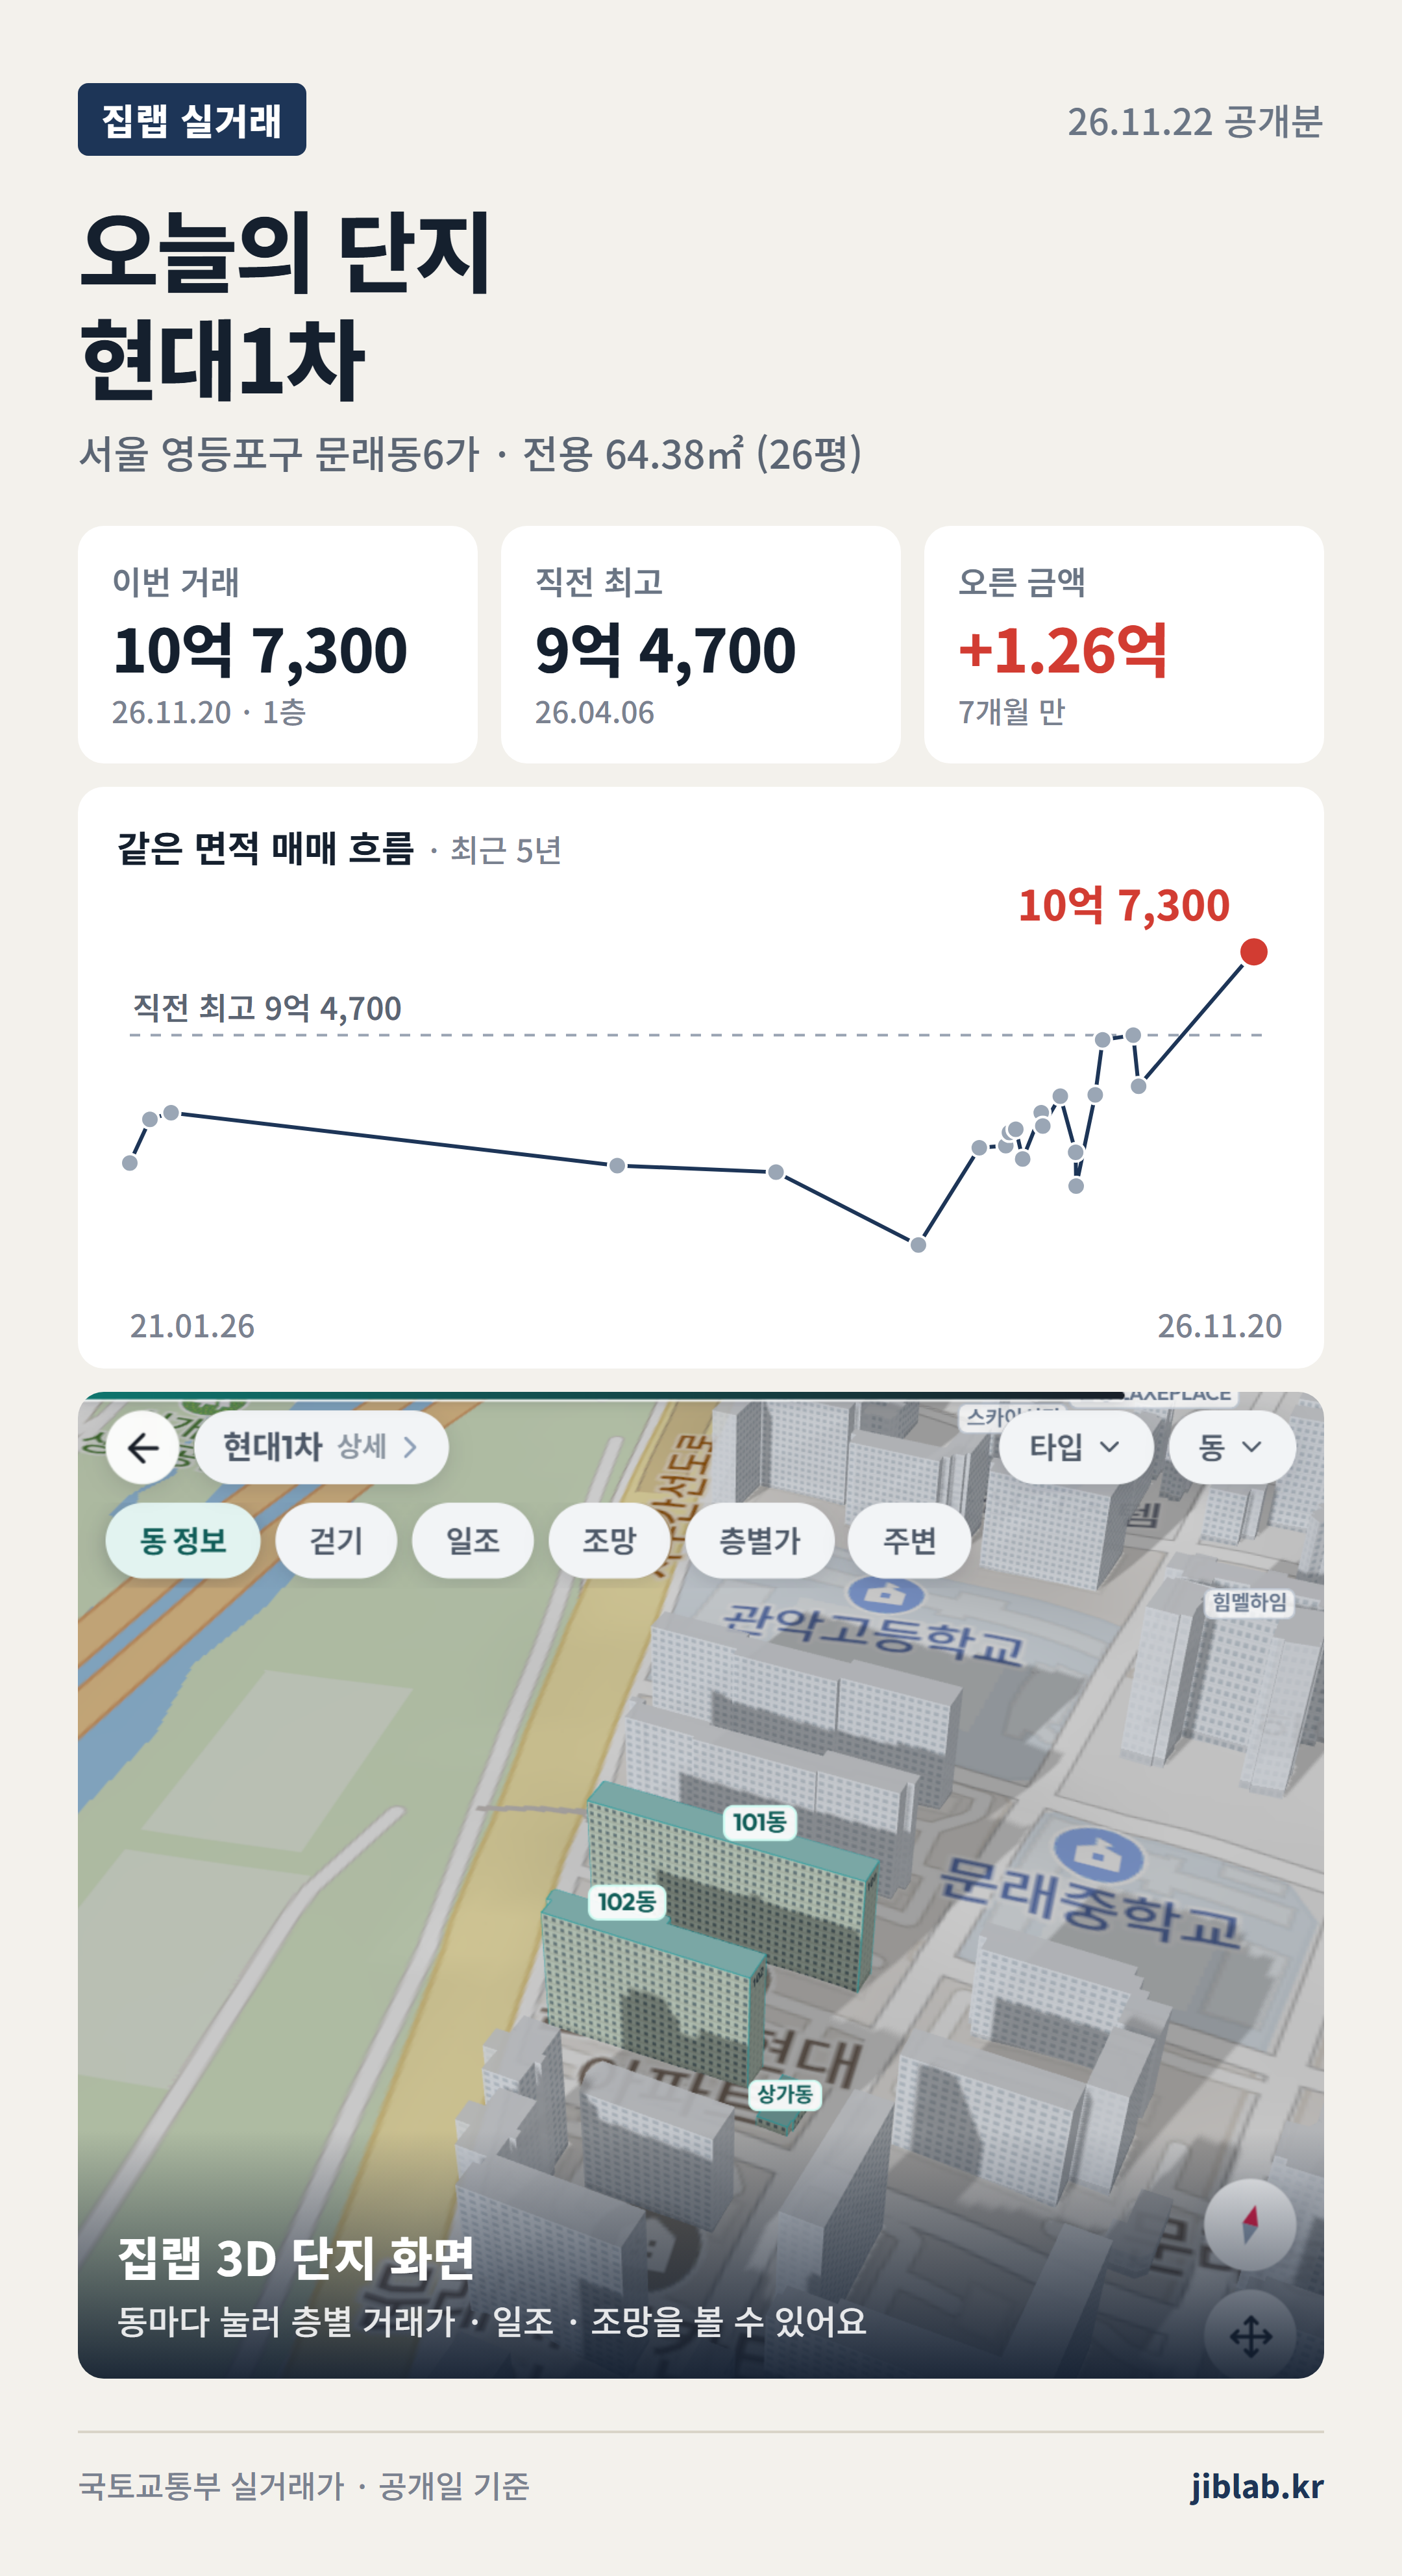 집랩 실거래
26.11.22 공개분
오늘의 단지
현대1차
서울 영등포구 문래동6가 · 전용 64.38㎡ (26평)
이번 거래
10억 7,300
26.11.20 · 1층
직전 최고
9억 4,700
26.04.06
오른 금액
+1.26억
7개월 만
같은 면적 매매 흐름 · 최근 5년
10억 7,300
직전 최고 9억 4,700
21.01.26
26.11.20
현대1차 상세
타입
동
동 정보
걷기
일조
조망
층별가
주변
힘멜하임
관악고등학교
101동
102동
문래중학교
현대
상가동
집랩 3D 단지 화면
동마다 눌러 층별 거래가 · 일조 · 조망을 볼 수 있어요
국토교통부 실거래가 · 공개일 기준
jiblab.kr